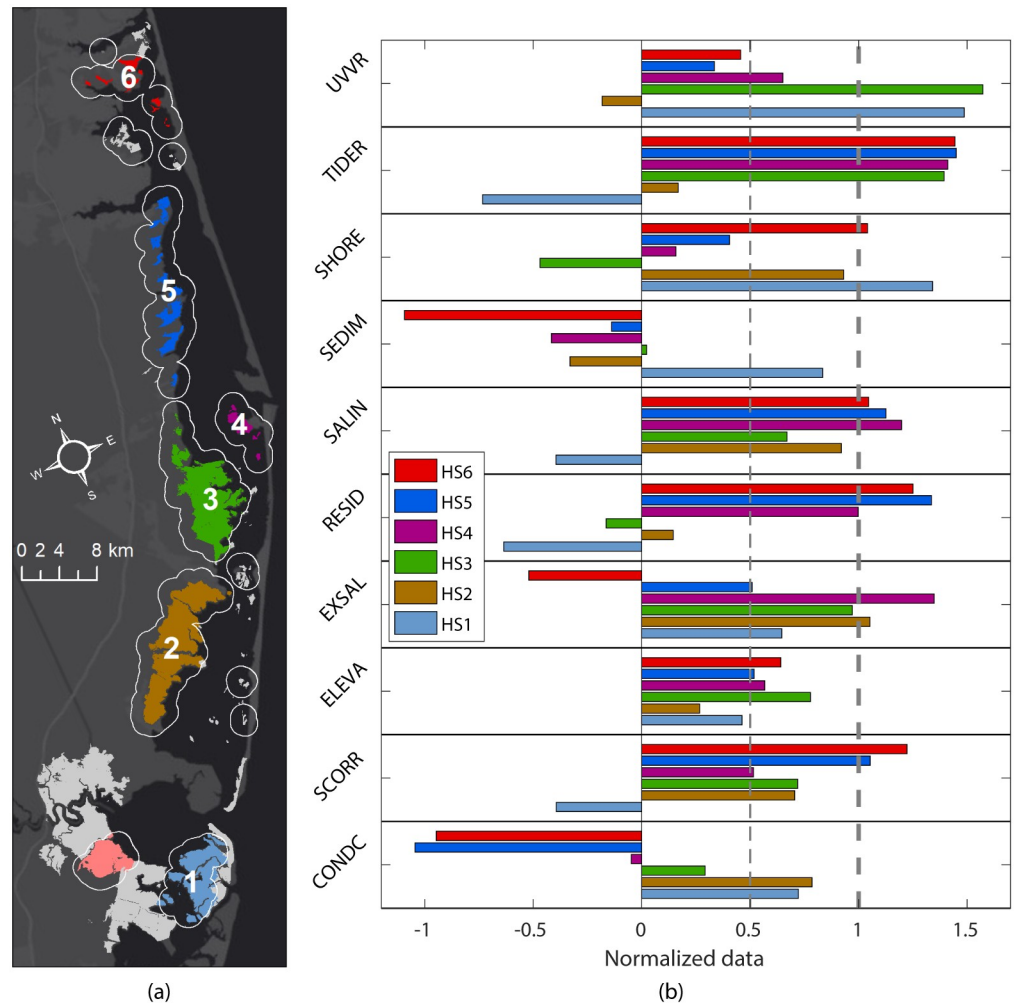 6
5
4
3
2
1
N
E
W
S
0 2 4 8 km
(a)
UVVR
TIDER
SHORE
SEDIM
SALIN
RESID
EXSAL
ELEVA
SCORR
CONDC
HS6
HS5
HS4
HS3
HS2
HS1
-1 -0.5 0 0.5 1 1.5
Normalized data
(b)